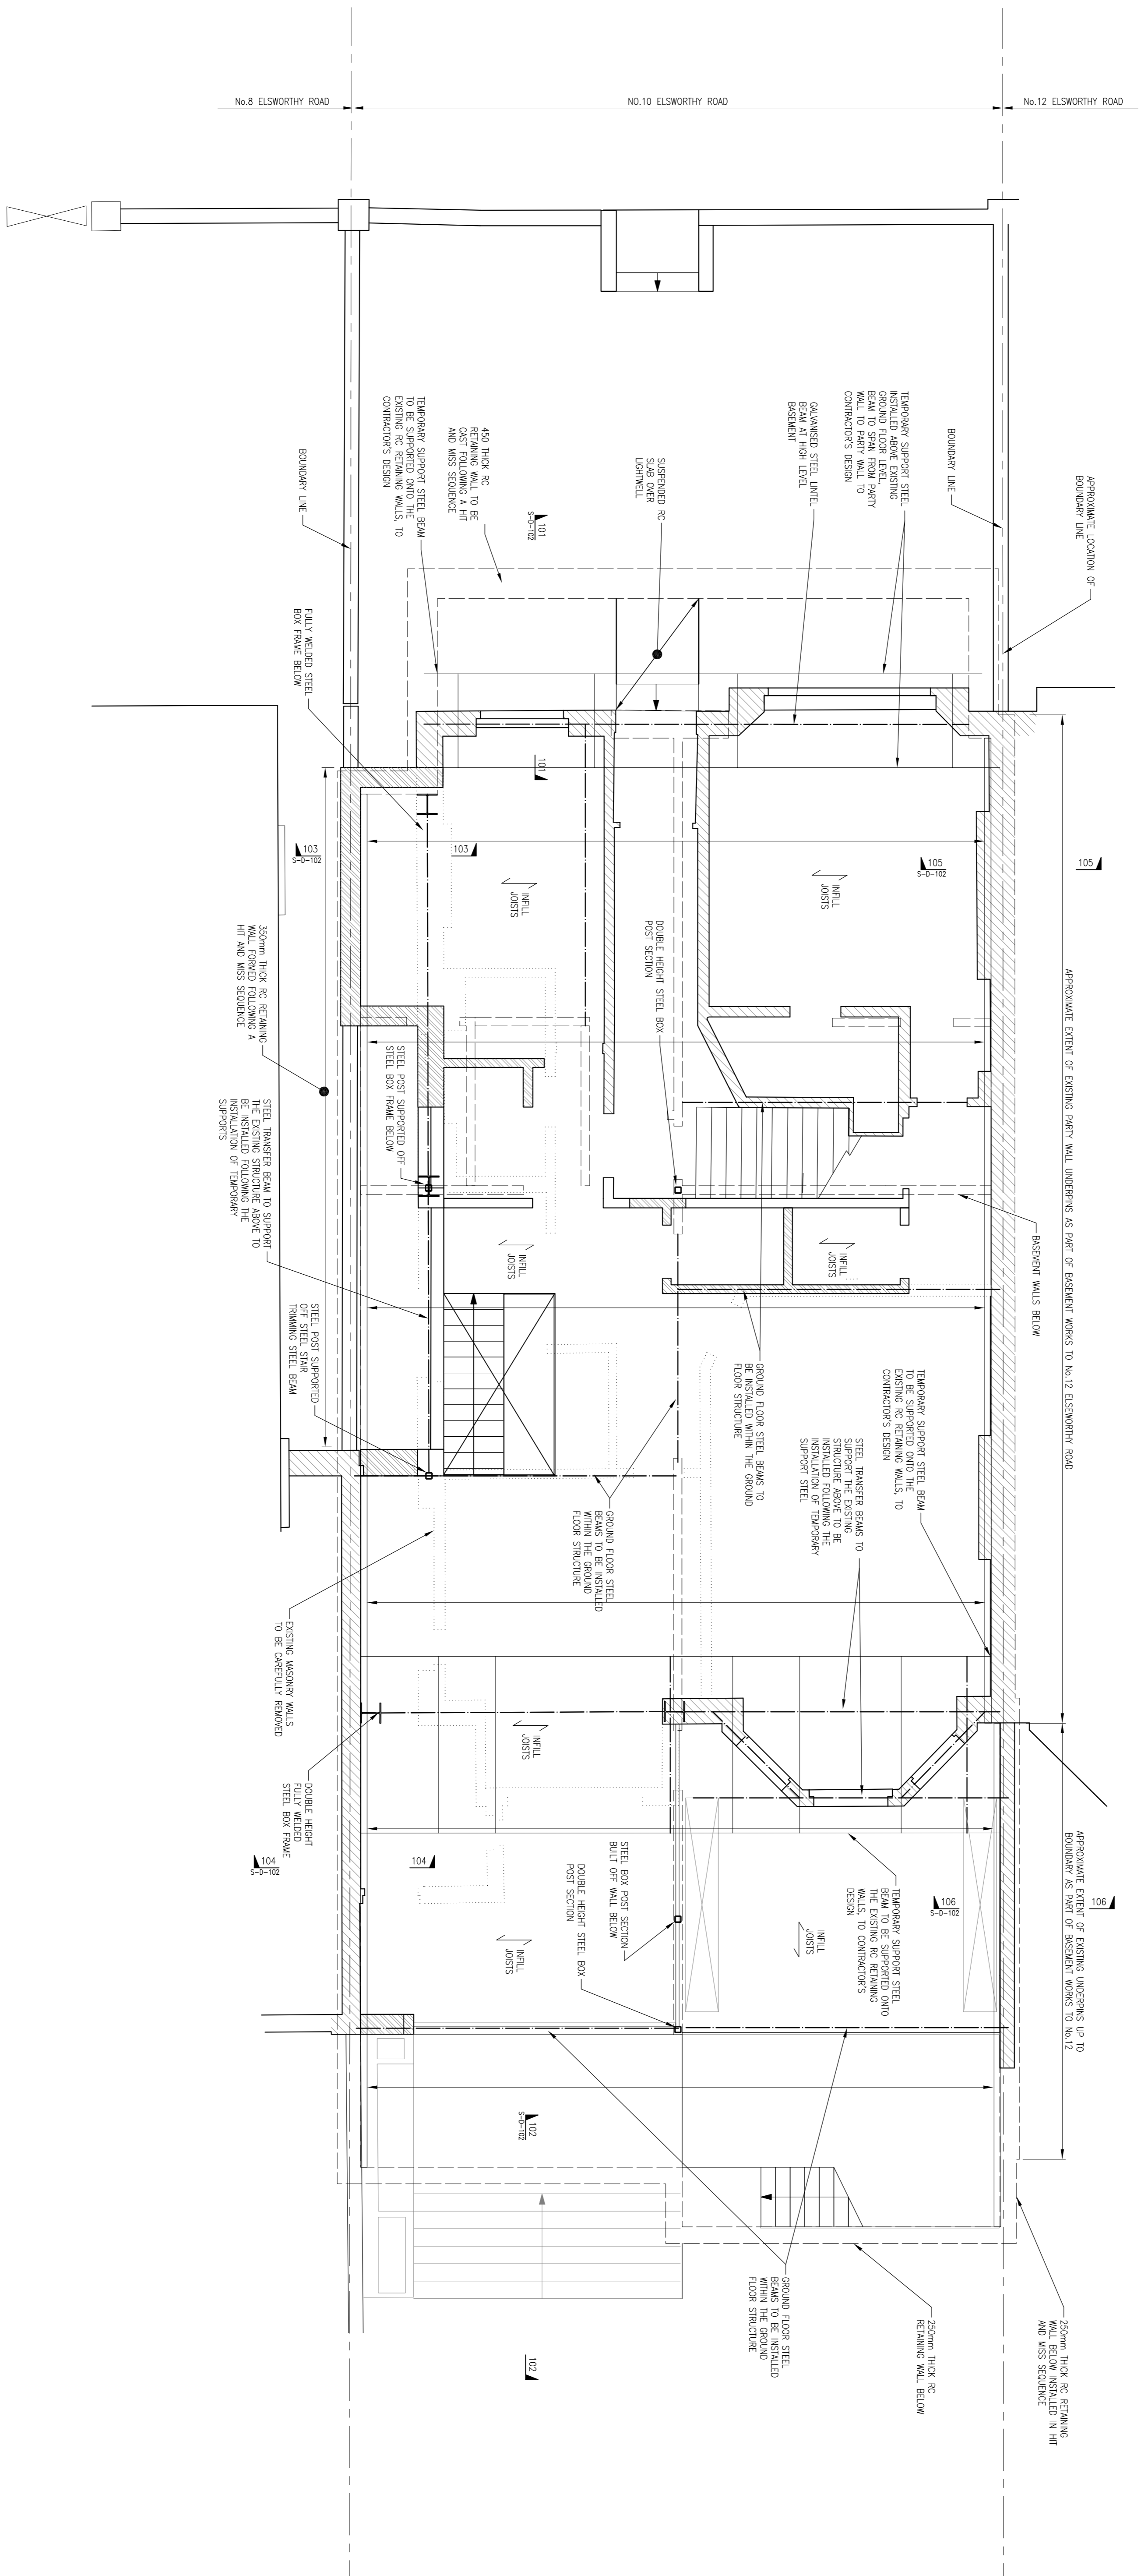 No.8 ELSWORTHY ROAD
NO.10 ELSWORTHY ROAD
No.12 ELSWORTHY ROAD
APPROXIMATE LOCATION OF
BOUNDARY LINE
BOUNDARY LINE
TEMPORARY SUPPORT STEEL
INSTALLED ABOVE EXISTING
GROUND FLOOR LEVEL,
BEAM TO SPAN FROM PARTY
WALL TO PARTY WALL TO
CONTRACTOR'S DESIGN
GALVANISED STEEL LINTEL
BEAM AT HIGH LEVEL
BASEMENT
SUSPENDED RC
SLAB OVER
LIGHTWELL
450 THICK RC
RETAINING WALL TO BE
CAST FOLLOWING A HIT
AND MISS SEQUENCE
TEMPORARY SUPPORT STEEL BEAM
TO BE SUPPORTED ONTO THE
EXISTING RC RETAINING WALLS, TO
CONTRACTOR'S DESIGN
BOUNDARY LINE
101
S-D-102
FULLY WELDED STEEL
BOX FRAME BELOW
101
103
S-D-102
103
105
S-D-102
105
INFILL
JOISTS
INFILL
JOISTS
DOUBLE HEIGHT STEEL BOX
POST SECTION
350mm THICK RC RETAINING
WALL FORMED FOLLOWING A
HIT AND MISS SEQUENCE
APPROXIMATE EXTENT OF EXISTING PARTY WALL UNDERPINS AS PART OF BASEMENT WORKS TO No.12 ELSEWORTHY ROAD
STEEL POST SUPPORTED OFF
STEEL BOX FRAME BELOW
STEEL TRANSFER BEAM TO SUPPORT
THE EXISTING STRUCTURE ABOVE TO
BE INSTALLED FOLLOWING THE
INSTALLATION OF TEMPORARY
SUPPORTS
BASEMENT WALLS BELOW
INFILL
JOISTS
INFILL
JOISTS
STEEL POST SUPPORTED
OFF STEEL STAIR
TRIMMING STEEL BEAM
GROUND FLOOR STEEL BEAMS TO
BE INSTALLED WITHIN THE GROUND
FLOOR STRUCTURE
TEMPORARY SUPPORT STEEL BEAM
TO BE SUPPORTED ONTO THE
EXISTING RC RETAINING WALLS, TO
CONTRACTOR'S DESIGN
STEEL TRANSFER BEAMS TO
SUPPORT THE EXISTING
STRUCTURE ABOVE TO BE
INSTALLED FOLLOWING THE
INSTALLATION OF TEMPORARY
SUPPORT STEEL
GROUND FLOOR STEEL
BEAMS TO BE INSTALLED
WITHIN THE GROUND
FLOOR STRUCTURE
EXISTING MASONRY WALLS
TO BE CAREFULLY REMOVED
INFILL
JOISTS
DOUBLE HEIGHT
FULLY WELDED
STEEL BOX FRAME
APPROXIMATE EXTENT OF EXISTING UNDERPINS UP TO
BOUNDARY AS PART OF BASEMENT WORKS TO No.12
104
S-D-102
104
STEEL BOX POST SECTION
BUILT OFF WALL BELOW
DOUBLE HEIGHT STEEL BOX
POST SECTION
TEMPORARY SUPPORT STEEL
BEAM TO BE SUPPORTED ONTO
THE EXISTING RC RETAINING
WALLS, TO CONTRACTOR'S
DESIGN
106
S-D-102
106
INFILL
JOISTS
INFILL
JOISTS
102
S-D-102
GROUND FLOOR STEEL
BEAMS TO BE INSTALLED
WITHIN THE GROUND
FLOOR STRUCTURE
250mm THICK RC
RETAINING WALL BELOW
250mm THICK RC RETAINING
WALL BELOW INSTALLED IN HIT
AND MISS SEQUENCE
102